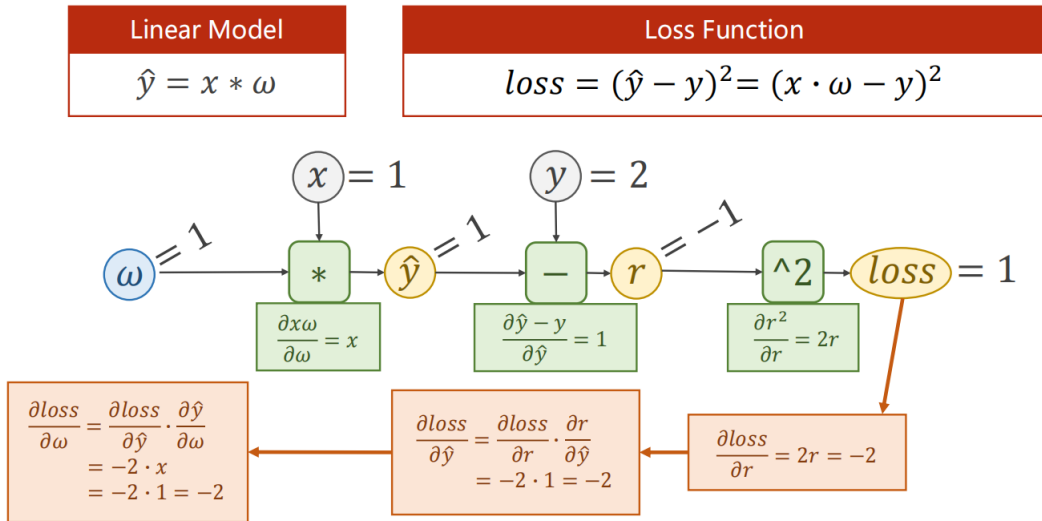 Linear Model
ŷ = x ∗ ω
Loss Function
loss = (ŷ − y)²= (x · ω − y)²
x = 1
y = 2
ω = 1
∗
ŷ = 1
−
r = −1
^2
loss = 1
∂xω/∂ω = x
∂ŷ − y/∂ŷ = 1
∂r²/∂r = 2r
∂loss/∂ω = ∂loss/∂ŷ · ∂ŷ/∂ω
= −2 · x
= −2 · 1 = −2
∂loss/∂ŷ = ∂loss/∂r · ∂r/∂ŷ
= −2 · 1 = −2
∂loss/∂r = 2r = −2